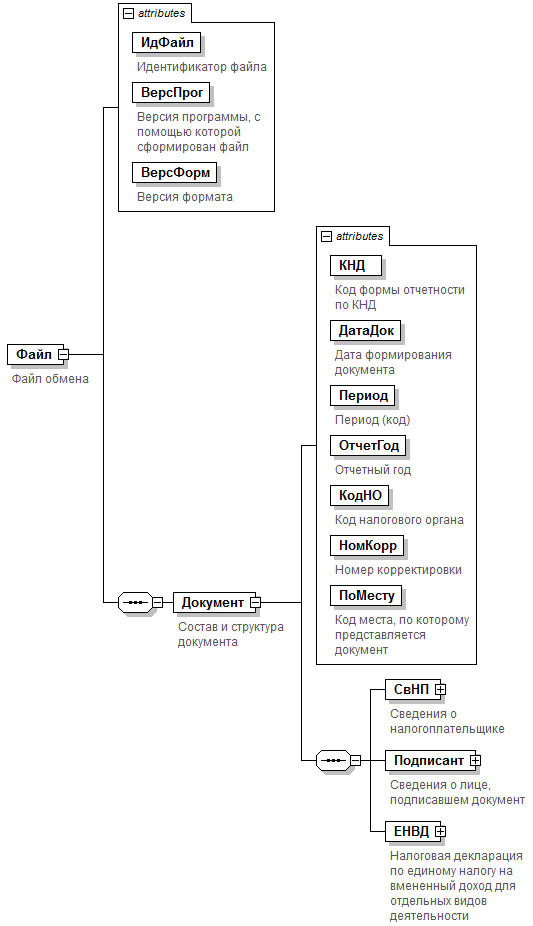 attributes
ИдФайл
Идентификатор файла
ВерсПрог
Версия программы, с
помощью которой
сформирован файл
ВерсФорм
Версия формата
Файл
Файл обмена
attributes
КНД
Код формы отчетности
по КНД
ДатаДок
Дата формирования
документа
Период
Период (код)
ОтчетГод
Отчетный год
КодНО
Код налогового органа
НомКорр
Номер корректировки
ПоМесту
Код места, по которому
представляется
документ
Документ
Состав и структура
документа
СвНП
Сведения о
налогоплательщике
Подписант
Сведения о лице,
подписавшем документ
ЕНВД
Налоговая декларация
по единому налогу на
вмененный доход для
отдельных видов
деятельности